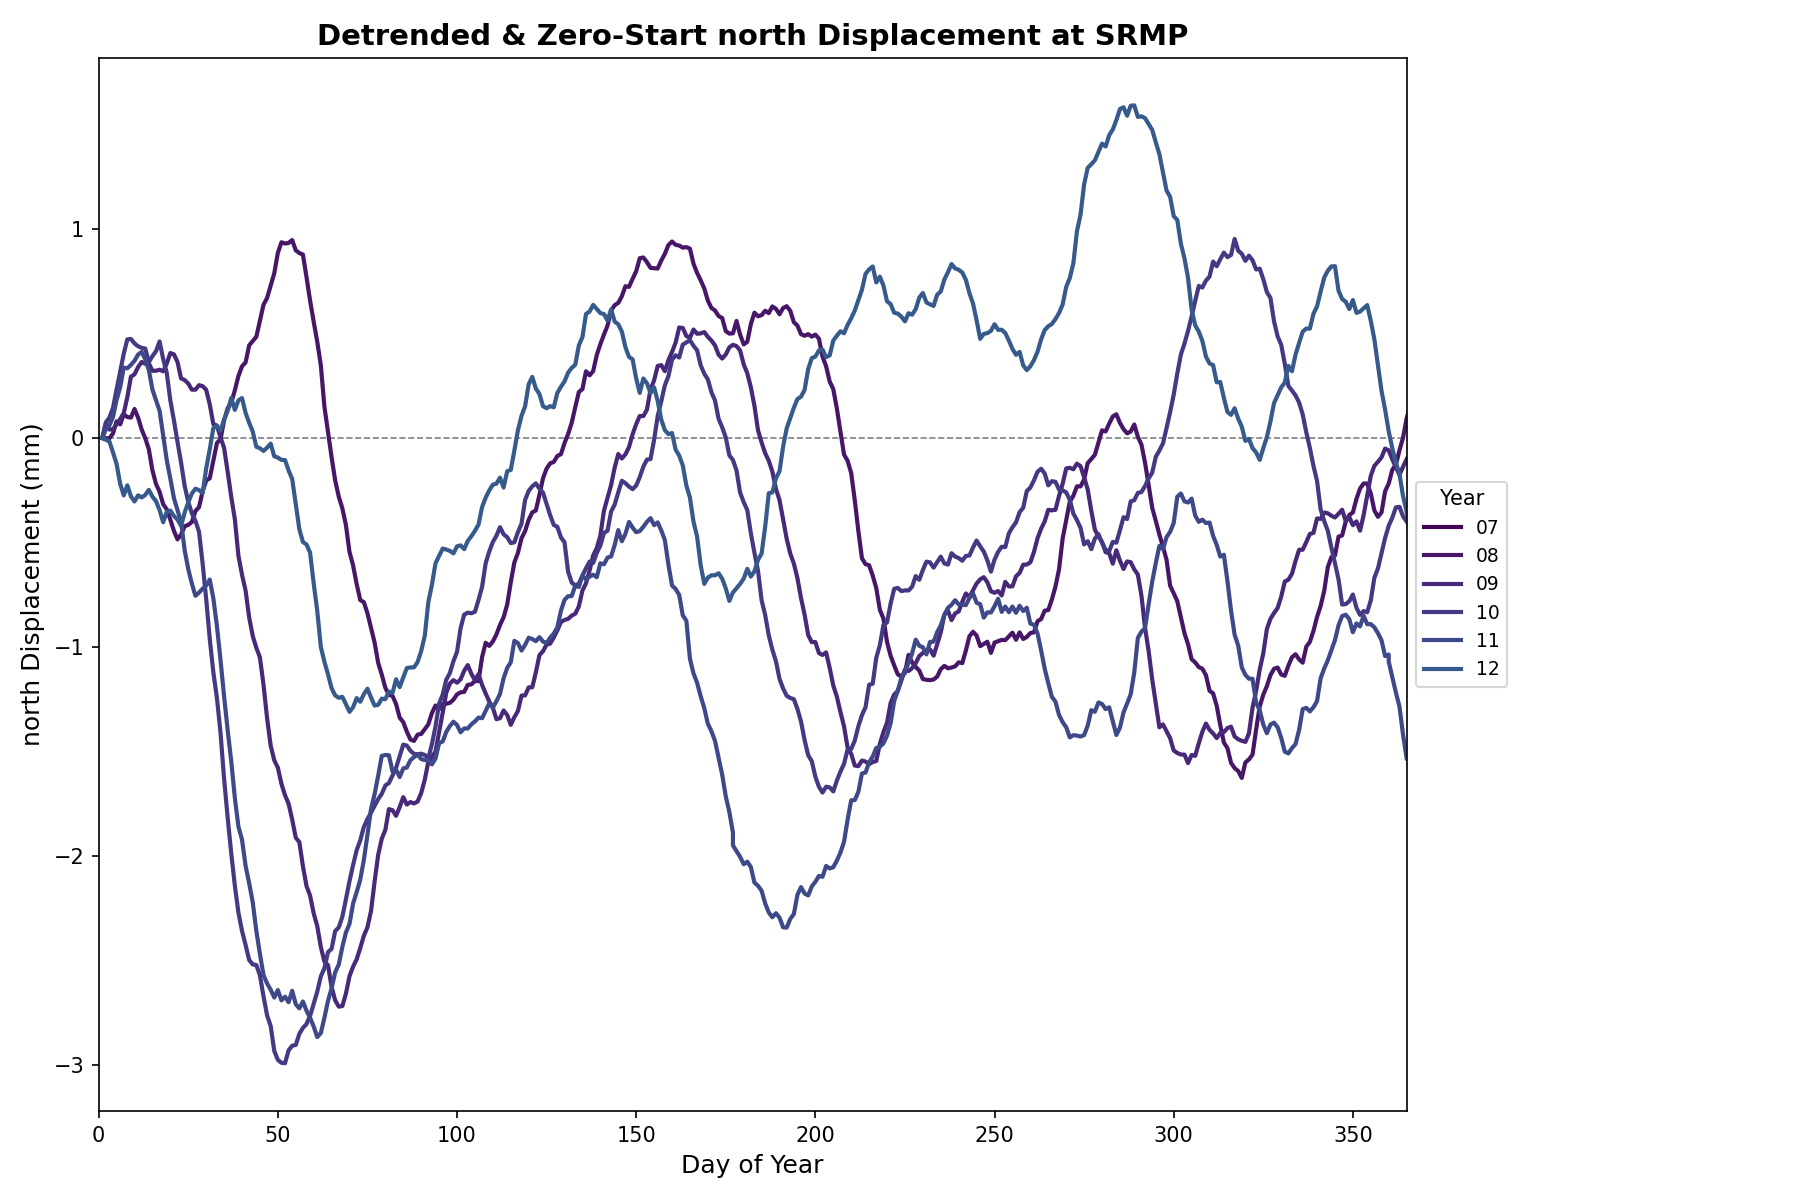 Detrended & Zero-Start north Displacement at SRMP
north Displacement (mm)
1
0
−1
−2
−3
0 50 100 150 200 250 300 350
Day of Year
Year
07
08
09
10
11
12